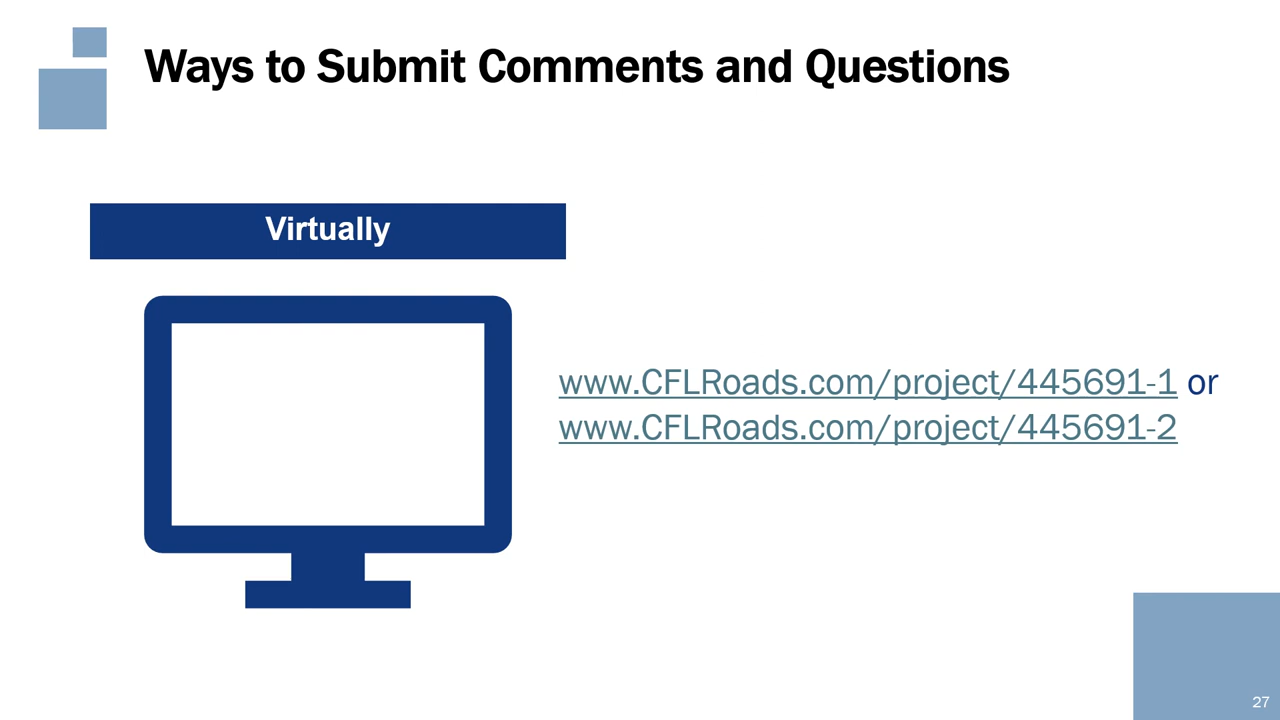 Ways to Submit Comments and Questions
Virtually
www.CFLRoads.com/project/445691-1 or
www.CFLRoads.com/project/445691-2
27